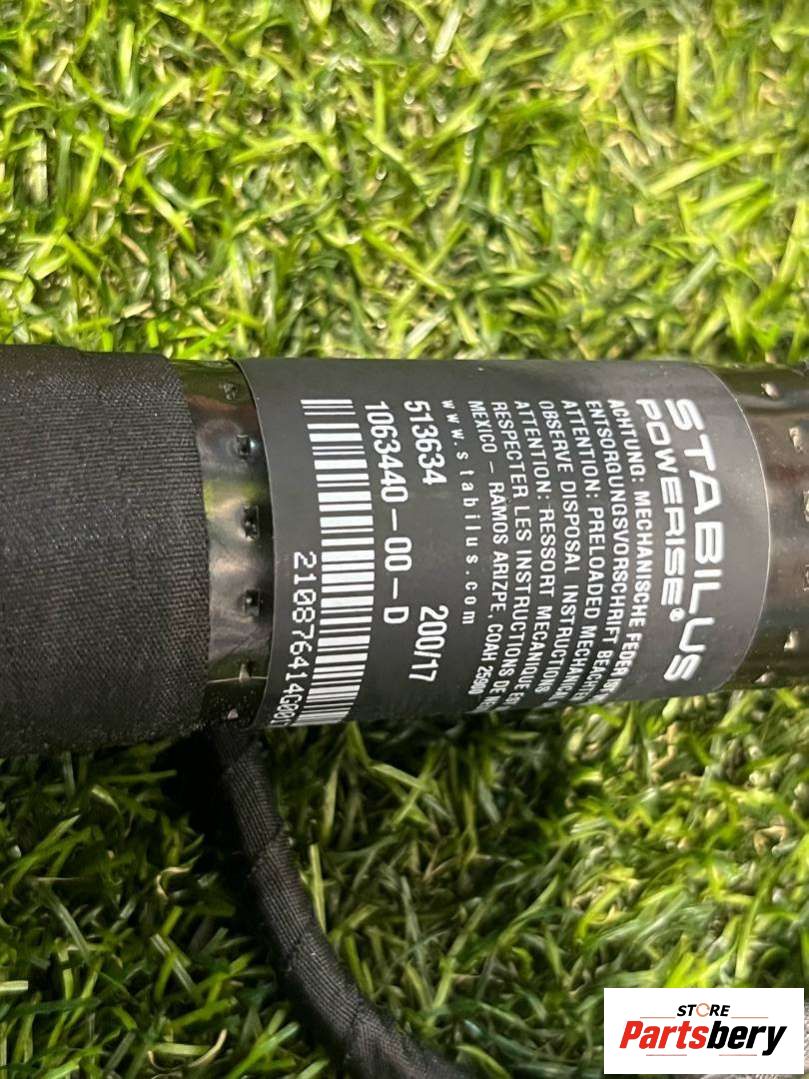 STABILUS
POWERISE®
ACHTUNG: MECHANISCHE FEDER
ENTSORGUNGSVORSCHRIFT
ATTENTION: PRELOADED
OBSERVE DISPOSAL INSTRUCTIONS
ATTENTION: RESSORT MECANIQUE
RESPECTER LES INSTRUCTIONS DE
MEXICO - RAMOS ARIZPE, COAH 25900
www.stabilus.com
513634 200/17
1063440-00-D
STORE
Partsbery